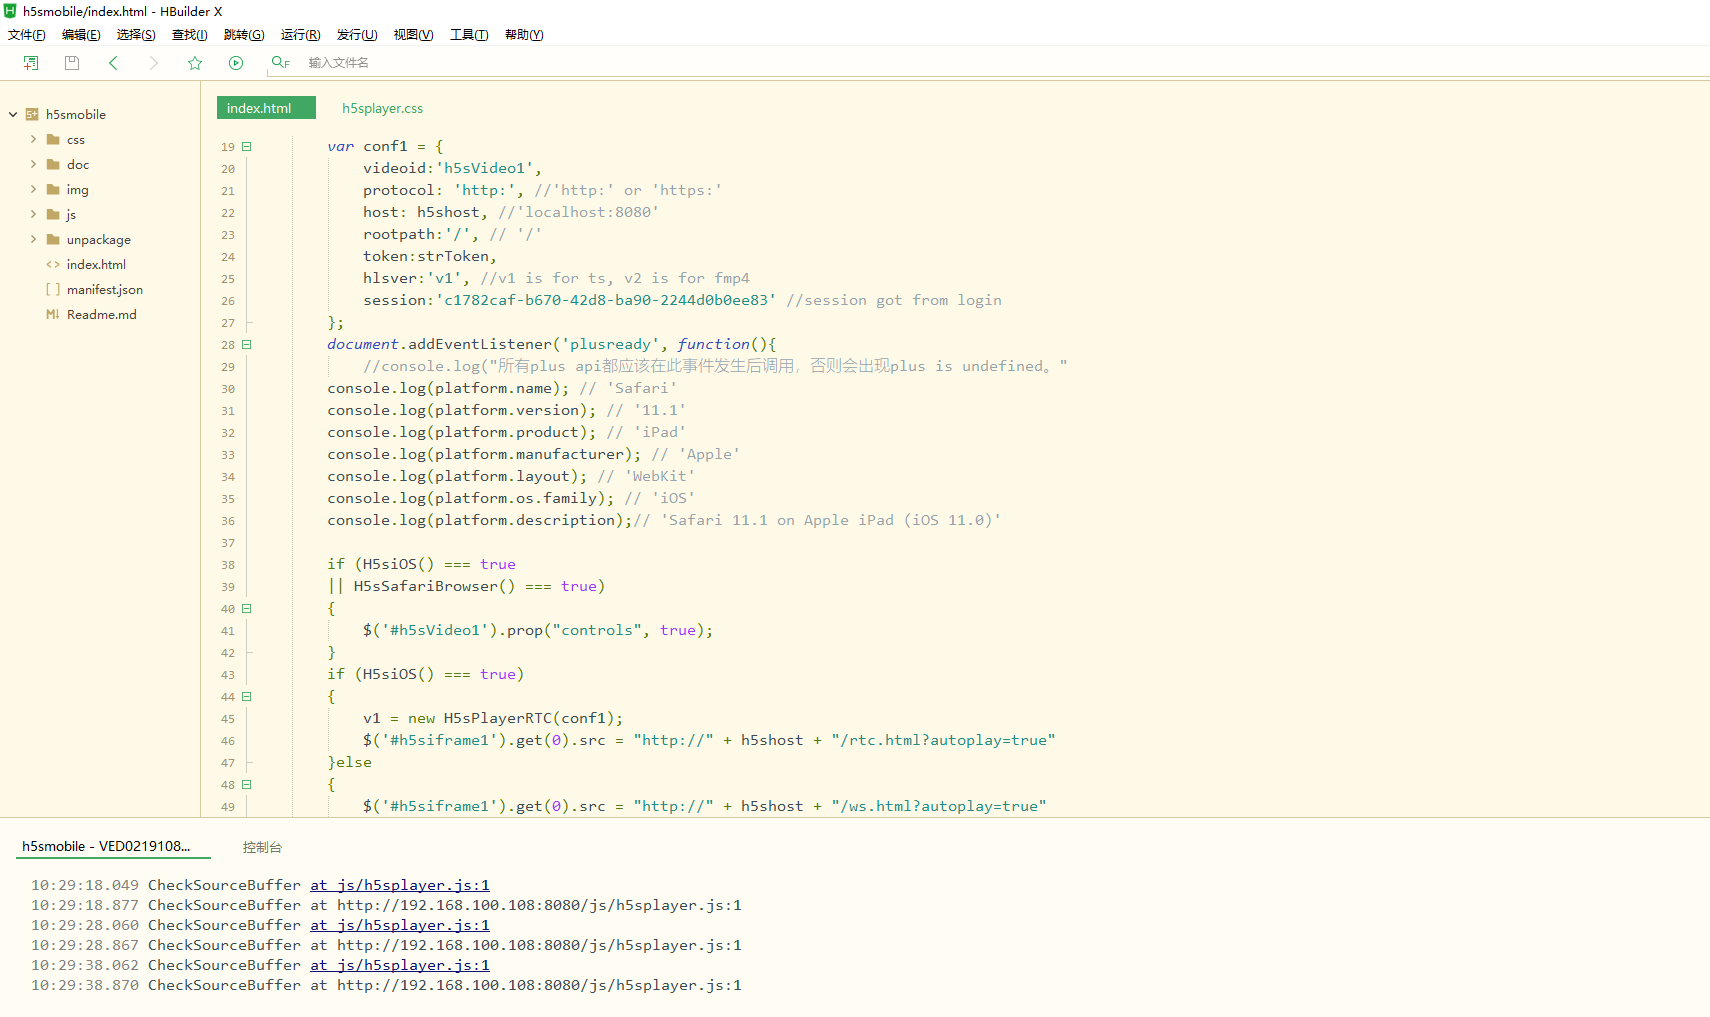 h5smobile/index.html - HBuilder X
文件(F) 编辑(E) 选择(S) 查找(I) 跳转(G) 运行(R) 发行(U) 视图(V) 工具(T) 帮助(Y)
输入文件名
h5smobile
css
doc
img
js
unpackage
index.html
manifest.json
Readme.md
index.html h5splayer.css
19 var conf1 = {
20 videoid:'h5sVideo1',
21 protocol: 'http:', //'http:' or 'https:'
22 host: h5shost, //'localhost:8080'
23 rootpath:'/', // '/'
24 token:strToken,
25 hlsver:'v1', //v1 is for ts, v2 is for fmp4
26 session:'c1782caf-b670-42d8-ba90-2244d0b0ee83' //session got from login
27 };
28 document.addEventListener('plusready', function(){
29 //console.log("所有plus api都应该在此事件发生后调用，否则会出现plus is undefined。"
30 console.log(platform.name); // 'Safari'
31 console.log(platform.version); // '11.1'
32 console.log(platform.product); // 'iPad'
33 console.log(platform.manufacturer); // 'Apple'
34 console.log(platform.layout); // 'WebKit'
35 console.log(platform.os.family); // 'iOS'
36 console.log(platform.description);// 'Safari 11.1 on Apple iPad (iOS 11.0)'
37
38 if (H5siOS() === true
39 || H5sSafariBrowser() === true)
40 {
41 $('#h5sVideo1').prop("controls", true);
42 }
43 if (H5siOS() === true)
44 {
45 v1 = new H5sPlayerRTC(conf1);
46 $('#h5siframe1').get(0).src = "http://" + h5shost + "/rtc.html?autoplay=true"
47 }else
48 {
49 $('#h5siframe1').get(0).src = "http://" + h5shost + "/ws.html?autoplay=true"
h5smobile - VED0219108... 控制台
10:29:18.049 CheckSourceBuffer at js/h5splayer.js:1
10:29:18.877 CheckSourceBuffer at http://192.168.100.108:8080/js/h5splayer.js:1
10:29:28.060 CheckSourceBuffer at js/h5splayer.js:1
10:29:28.867 CheckSourceBuffer at http://192.168.100.108:8080/js/h5splayer.js:1
10:29:38.062 CheckSourceBuffer at js/h5splayer.js:1
10:29:38.870 CheckSourceBuffer at http://192.168.100.108:8080/js/h5splayer.js:1